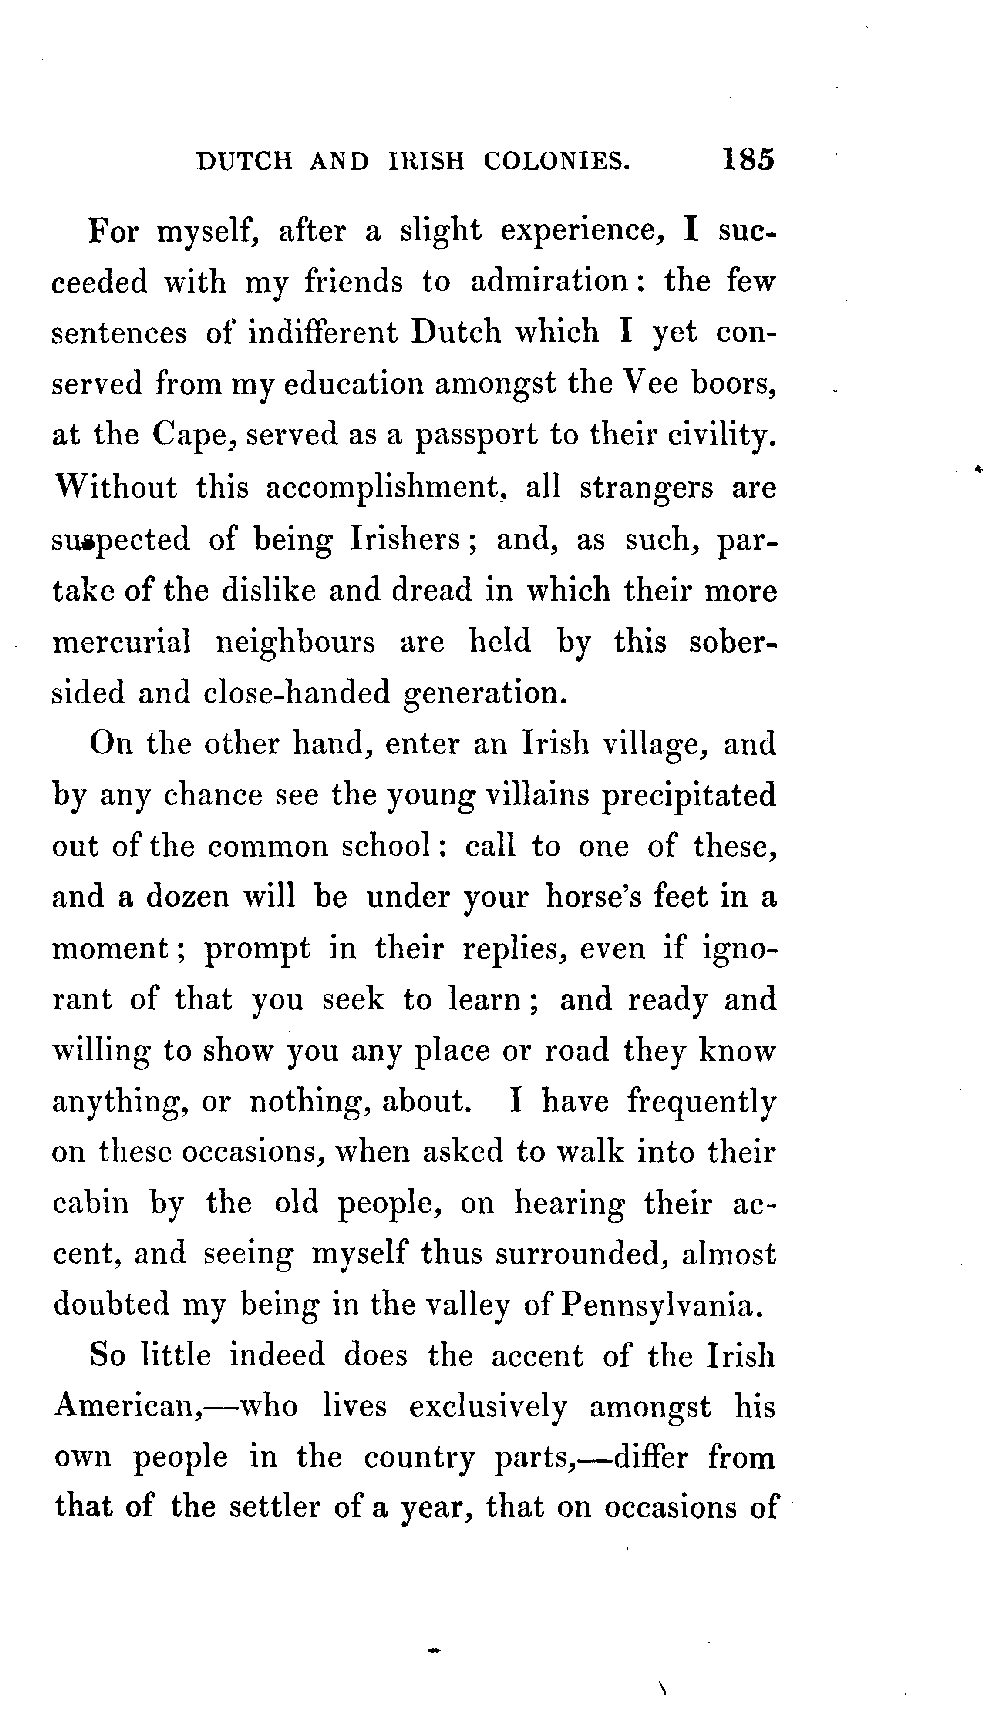 DUTCH AND IRISH COLONIES. 185
For myself, after a slight experience, I suc-
ceeded with my friends to admiration: the few
sentences of indifferent Dutch which I yet con-
served from my education amongst the Vee boors,
at the Cape, served as a passport to their civility.
Without this accomplishment, all strangers are
suspected of being Irishers; and, as such, par-
take of the dislike and dread in which their more
mercurial neighbours are held by this sober-
sided and close-handed generation.
On the other hand, enter an Irish village, and
by any chance see the young villains precipitated
out of the common school: call to one of these,
and a dozen will be under your horse's feet in a
moment; prompt in their replies, even if igno-
rant of that you seek to learn; and ready and
willing to show you any place or road they know
anything, or nothing, about. I have frequently
on these occasions, when asked to walk into their
cabin by the old people, on hearing their ac-
cent, and seeing myself thus surrounded, almost
doubted my being in the valley of Pennsylvania.
So little indeed does the accent of the Irish
American,—who lives exclusively amongst his
own people in the country parts,—differ from
that of the settler of a year, that on occasions of